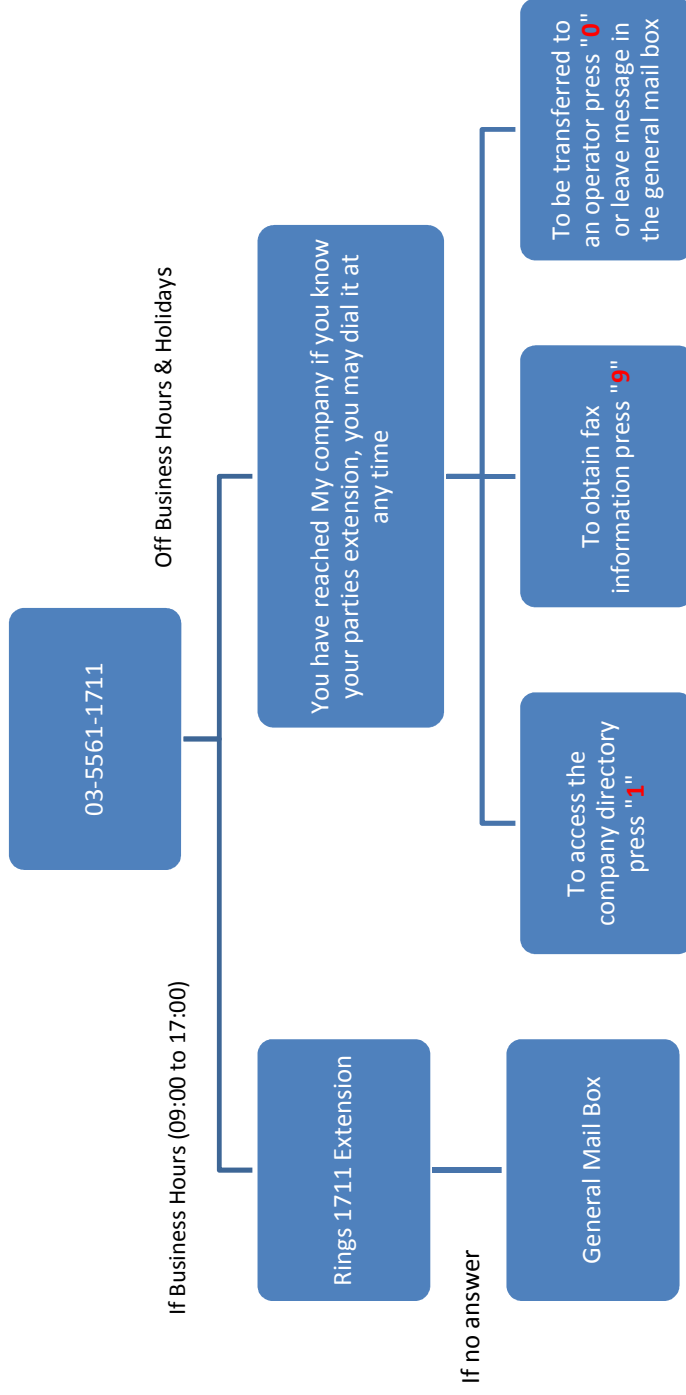 03-5561-1711
If Business Hours (09:00 to 17:00)
Off Business Hours & Holidays
Rings 1711 Extension
You have reached My company if you know
your parties extension, you may dial it at
any time
If no answer
General Mail Box
To access the
company directory
press "1"
To obtain fax
information press "9"
To be transferred to
an operator press "0"
or leave message in
the general mail box